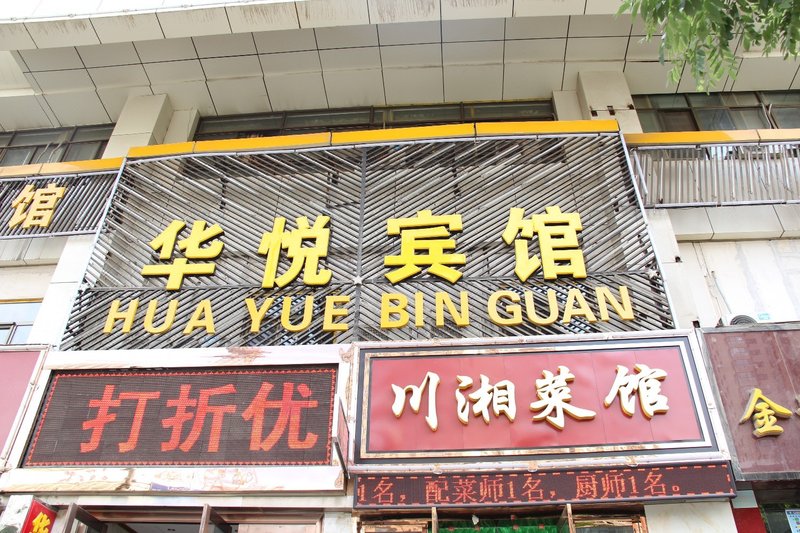 馆
华悦宾馆
HUA YUE BIN GUAN
打折优
川湘菜馆
金
1名，配菜师1名，厨师1名。
华